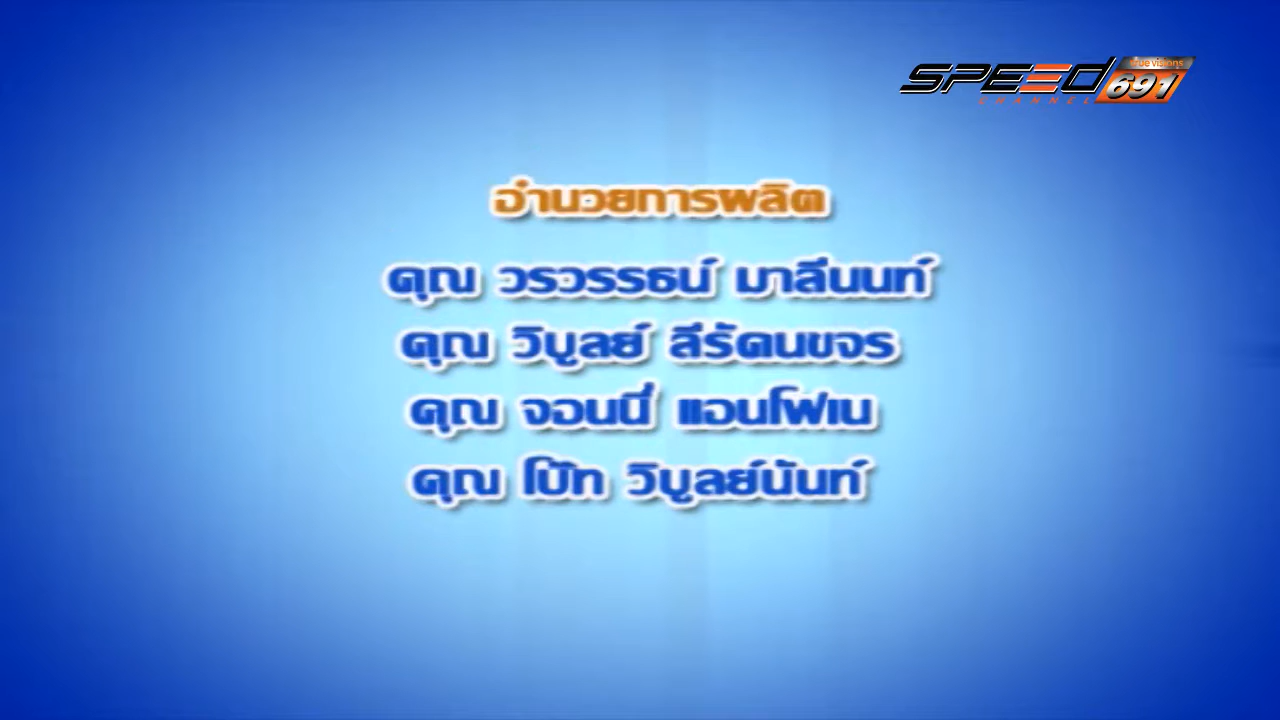 SPEED
true visions
CHANNEL 691
อำนวยการผลิต
คุณ วรวรรธน์ มาลีนนท์
คุณ วิบูลย์ ลีรัตนขจร
คุณ จอนนี่ แอนโฟเน
คุณ โป๊ท วิบูลย์นันท์